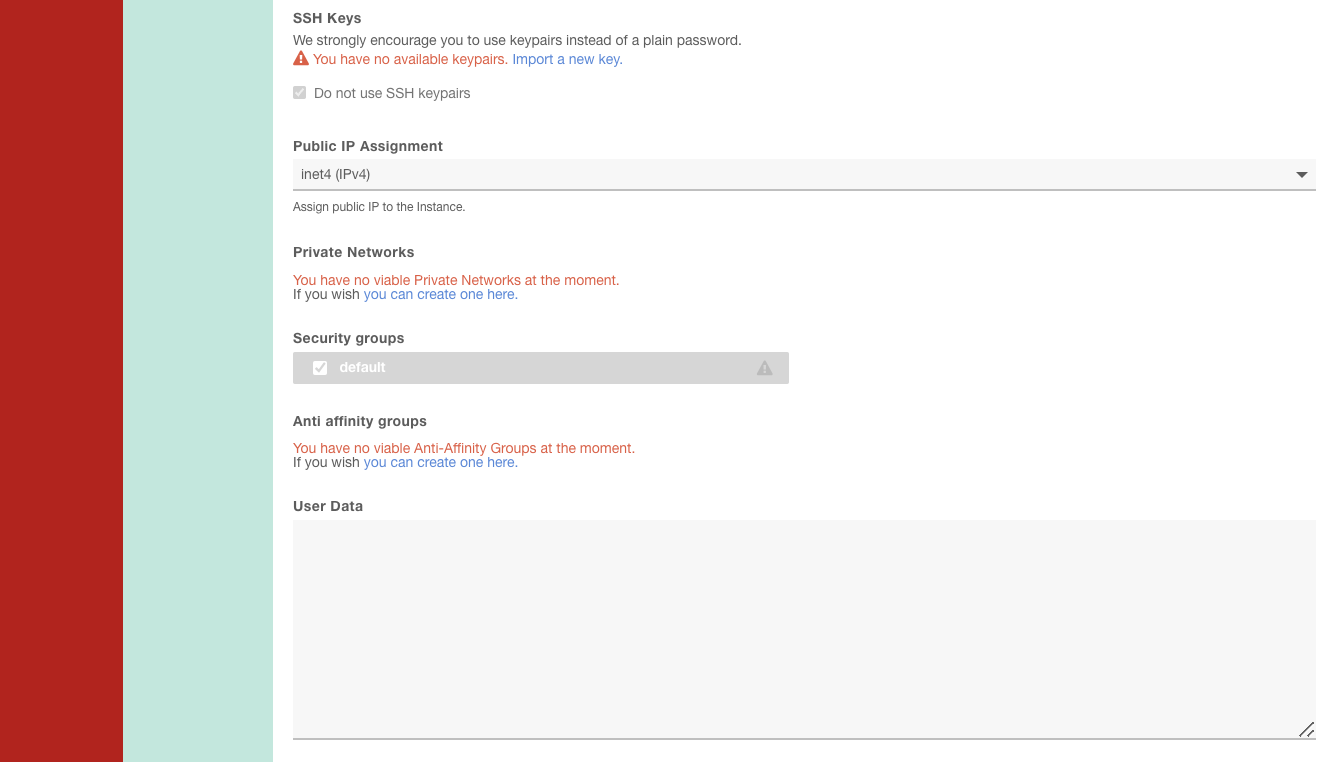 SSH Keys
We strongly encourage you to use keypairs instead of a plain password.
You have no available keypairs. Import a new key.
Do not use SSH keypairs
Public IP Assignment
inet4 (IPv4)
Assign public IP to the Instance.
Private Networks
You have no viable Private Networks at the moment.
If you wish you can create one here.
Security groups
default
Anti affinity groups
You have no viable Anti-Affinity Groups at the moment.
If you wish you can create one here.
User Data